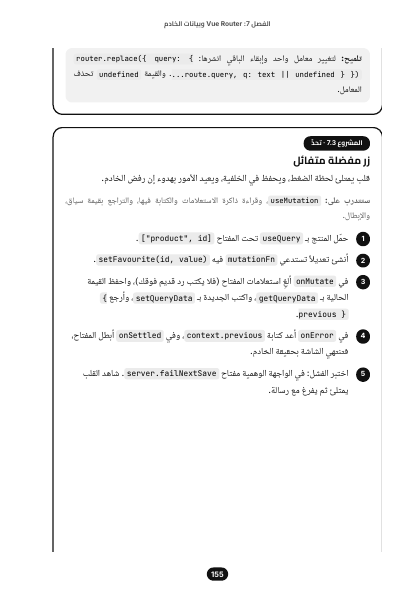 الفصل 7: Vue Router وبيانات الخادم
تلميح: لتغيير معامل واحد وإبقاء الباقي انشرها: router.replace({ query: {
...route.query, q: text || undefined } }). والقيمة undefined تحذف
المعامل.
المشروع 7.3 · تحدٍّ
زر مفضلة متفائل
قلب يمتلئ لحظة الضغط، ويحفظ في الخلفية، ويعيد الأمور بهدوء إن رفض الخادم.
ستتدرب على: useMutation، وقراءة ذاكرة الاستعلامات والكتابة فيها، والتراجع بقيمة سياق،
والإبطال.
1 حمّل المنتج بـ useQuery تحت المفتاح ["product", id].
2 أنشئ تعديلاً تستدعي mutationFn فيه setFavourite(id, value).
3 في onMutate ألغِ استعلامات المفتاح (فلا يكتب رد قديم فوقك)، واحفظ القيمة
الحالية بـ getQueryData، واكتب الجديدة بـ setQueryData، وأرجع {
previous }.
4 في onError أعد كتابة context.previous، وفي onSettled أبطل المفتاح،
فتنتهي الشاشة بحقيقة الخادم.
5 اختبر الفشل: في الواجهة الوهمية مفتاح server.failNextSave. شاهد القلب
يمتلئ ثم يفرغ مع رسالة.
155